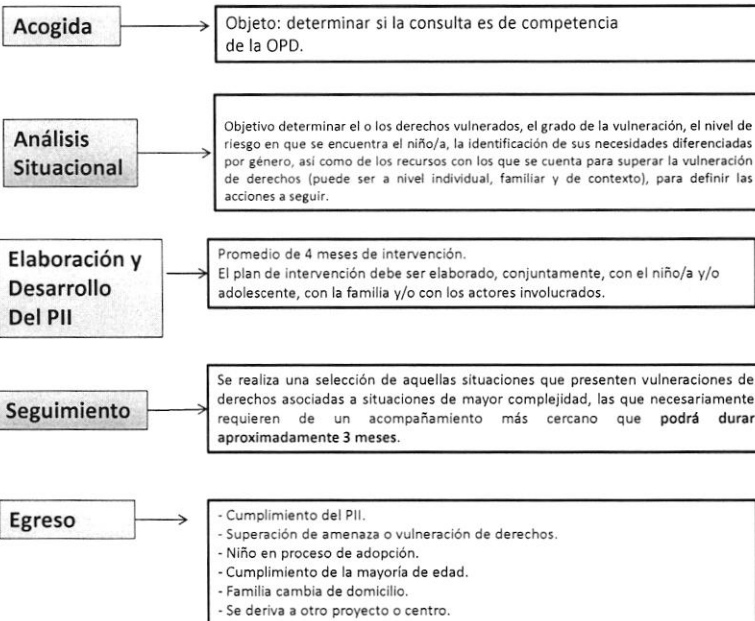 Acogida
Objeto: determinar si la consulta es de competencia
de la OPD.
Análisis
Situacional
Objetivo determinar el o los derechos vulnerados, el grado de la vulneración, el nivel de
riesgo en que se encuentra el niño/a, la identificación de sus necesidades diferenciadas
por género, así como de los recursos con los que se cuenta para superar la vulneración
de derechos (puede ser a nivel individual, familiar y de contexto), para definir las
acciones a seguir.
Elaboración y
Desarrollo
Del PII
Promedio de 4 meses de intervención.
El plan de intervención debe ser elaborado, conjuntamente, con el niño/a y/o
adolescente, con la familia y/o con los actores involucrados.
Seguimiento
Se realiza una selección de aquellas situaciones que presenten vulneraciones de
derechos asociadas a situaciones de mayor complejidad, las que necesariamente
requieren de un acompañamiento más cercano que podrá durar
aproximadamente 3 meses.
Egreso
- Cumplimiento del PII.
- Superación de amenaza o vulneración de derechos.
- Niño en proceso de adopción.
- Cumplimiento de la mayoría de edad.
- Familia cambia de domicilio.
- Se deriva a otro proyecto o centro.